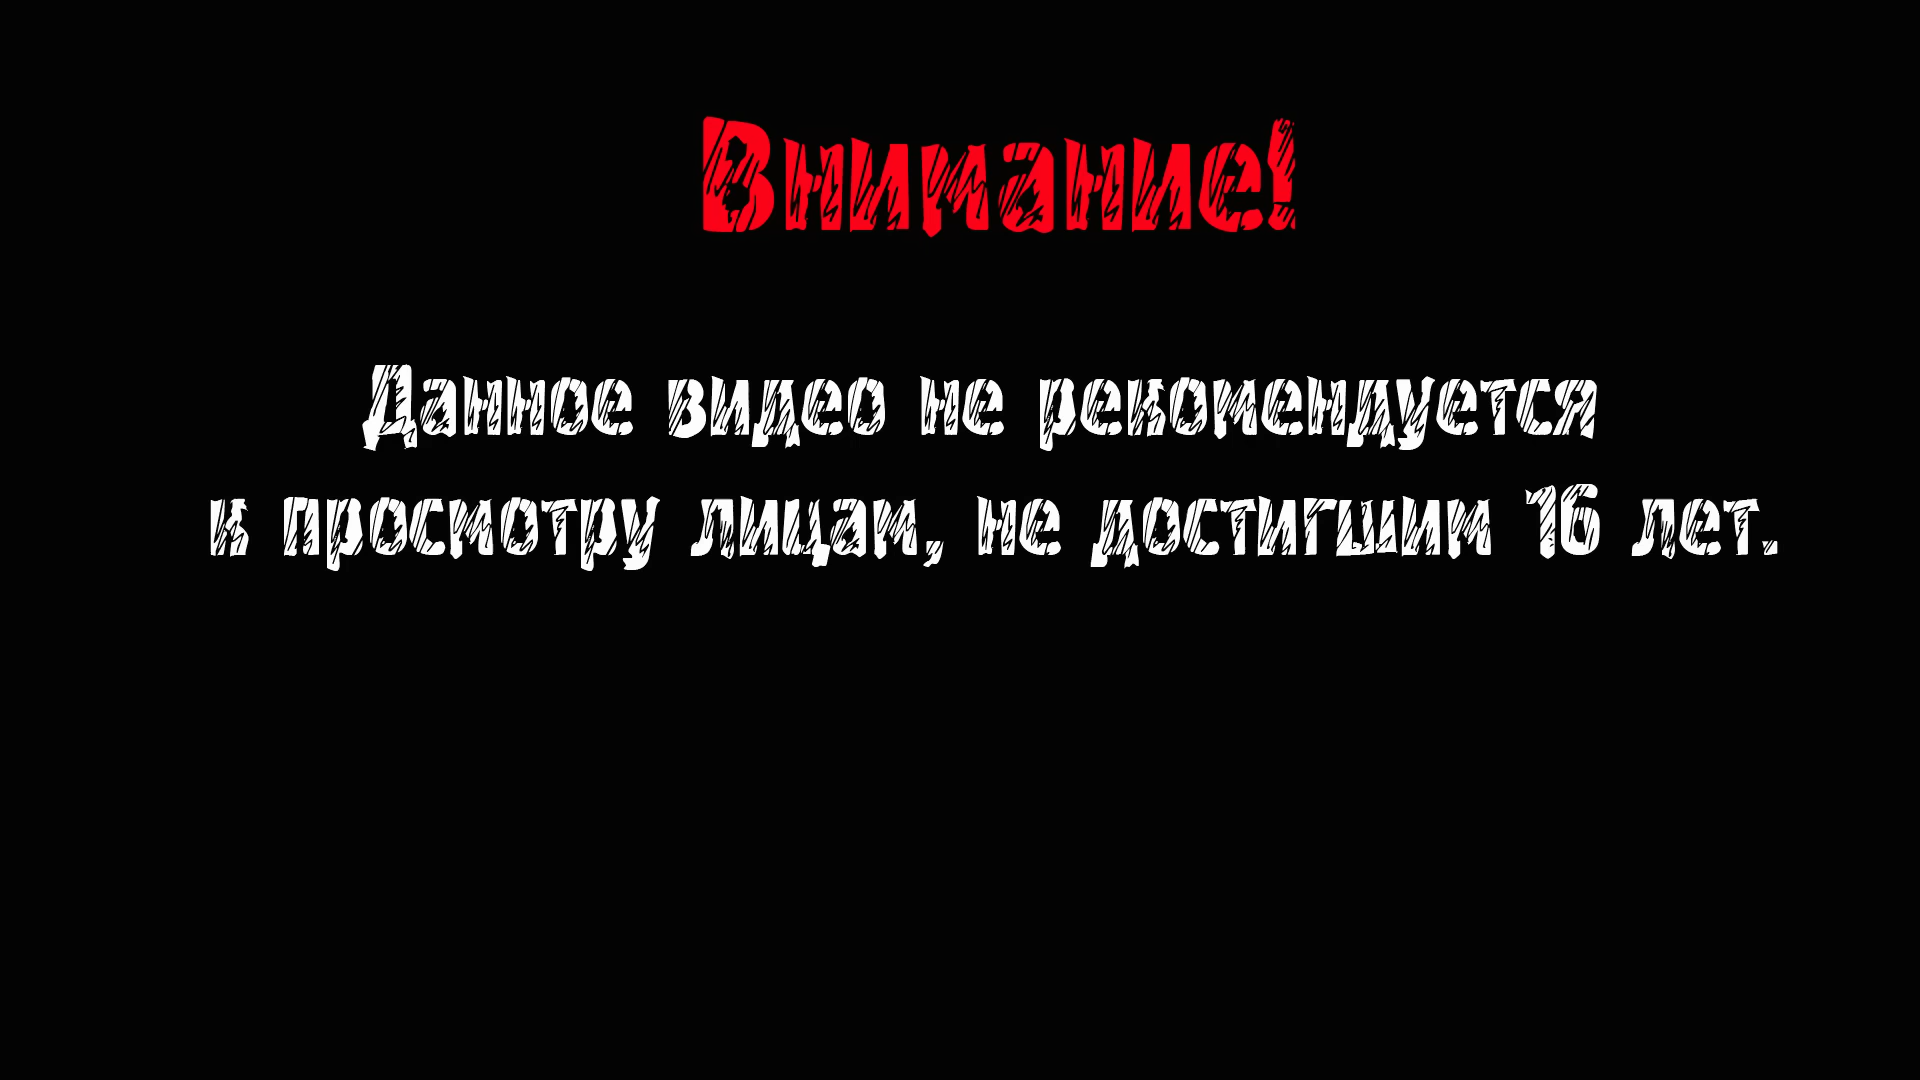 Внимание!
Данное видео не рекомендуется
к просмотру лицам, не достигшим 16 лет.